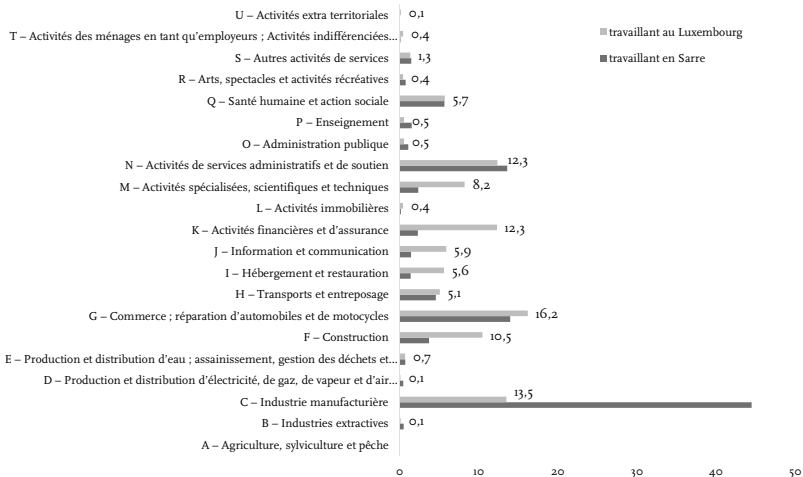 U – Activités extra territoriales 0,1
T – Activités des ménages en tant qu'employeurs ; Activités indifférenciées... 0,4
travaillant au Luxembourg
S – Autres activités de services 1,3
travaillant en Sarre
R – Arts, spectacles et activités récréatives 0,4
Q – Santé humaine et action sociale 5,7
P – Enseignement 0,5
O – Administration publique 0,5
N – Activités de services administratifs et de soutien 12,3
M – Activités spécialisées, scientifiques et techniques 8,2
L – Activités immobilières 0,4
K – Activités financières et d'assurance 12,3
J – Information et communication 5,9
I – Hébergement et restauration 5,6
H – Transports et entreposage 5,1
G – Commerce ; réparation d'automobiles et de motocycles 16,2
F – Construction 10,5
E – Production et distribution d'eau ; assainissement, gestion des déchets et... 0,7
D – Production et distribution d'électricité, de gaz, de vapeur et d'air... 0,1
C – Industrie manufacturière 13,5
B – Industries extractives 0,1
A – Agriculture, sylviculture et pêche
0 10 20 30 40 50